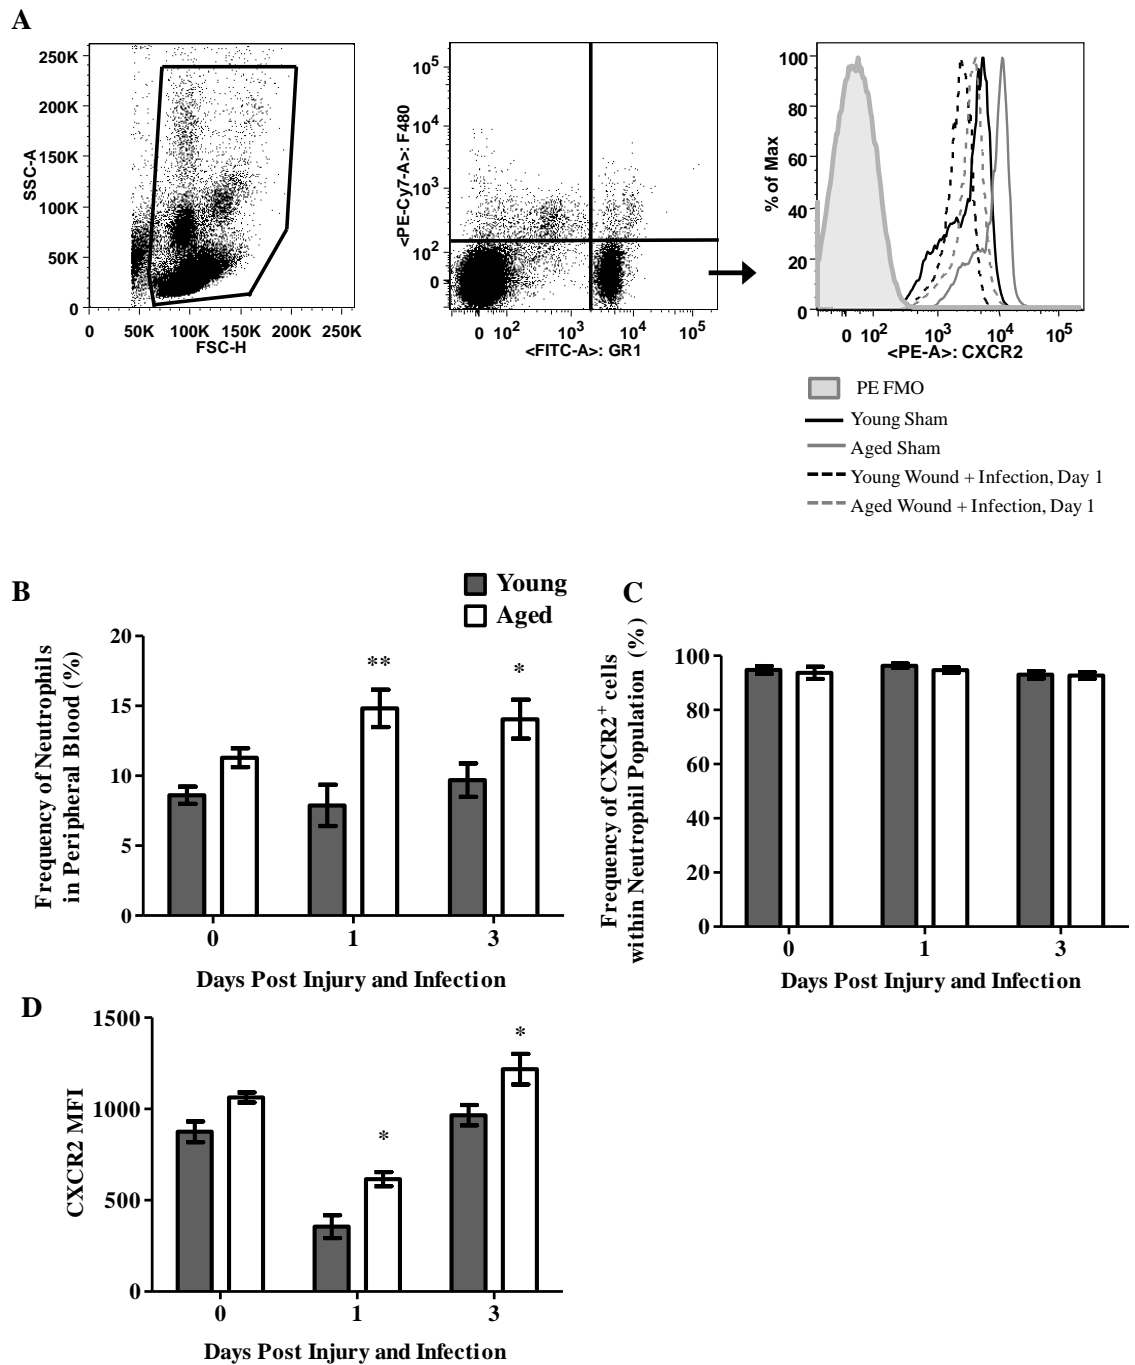 A
250K
200K
150K
100K
50K
0
SSC-A
0 50K 100K 150K 200K 250K
FSC-H
10^5
10^4
10^3
10^2
0
<PE-Cy7-A>: F480
0 10^2 10^3 10^4 10^5
<FITC-A>: GR1
100
80
60
40
20
0
% of Max
0 10^2 10^3 10^4 10^5
<PE-A>: CXCR2
PE FMO
Young Sham
Aged Sham
Young Wound + Infection, Day 1
Aged Wound + Infection, Day 1
B
Young
Aged
20
15
10
5
0
Frequency of Neutrophils
in Peripheral Blood (%)
**
*
0 1 3
Days Post Injury and Infection
C
100
80
60
40
20
0
Frequency of CXCR2+ cells
within Neutrophil Population (%)
0 1 3
Days Post Injury and Infection
D
1500
1000
500
0
CXCR2 MFI
*
*
0 1 3
Days Post Injury and Infection